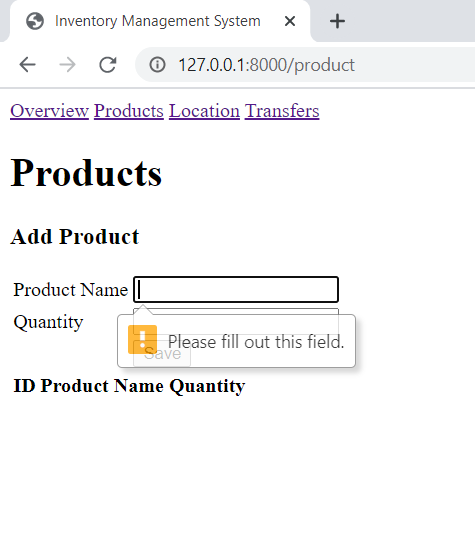 Inventory Management System
127.0.0.1:8000/product
Overview Products Location Transfers
Products
Add Product
Product Name
Quantity
Please fill out this field.
Save
ID Product Name Quantity